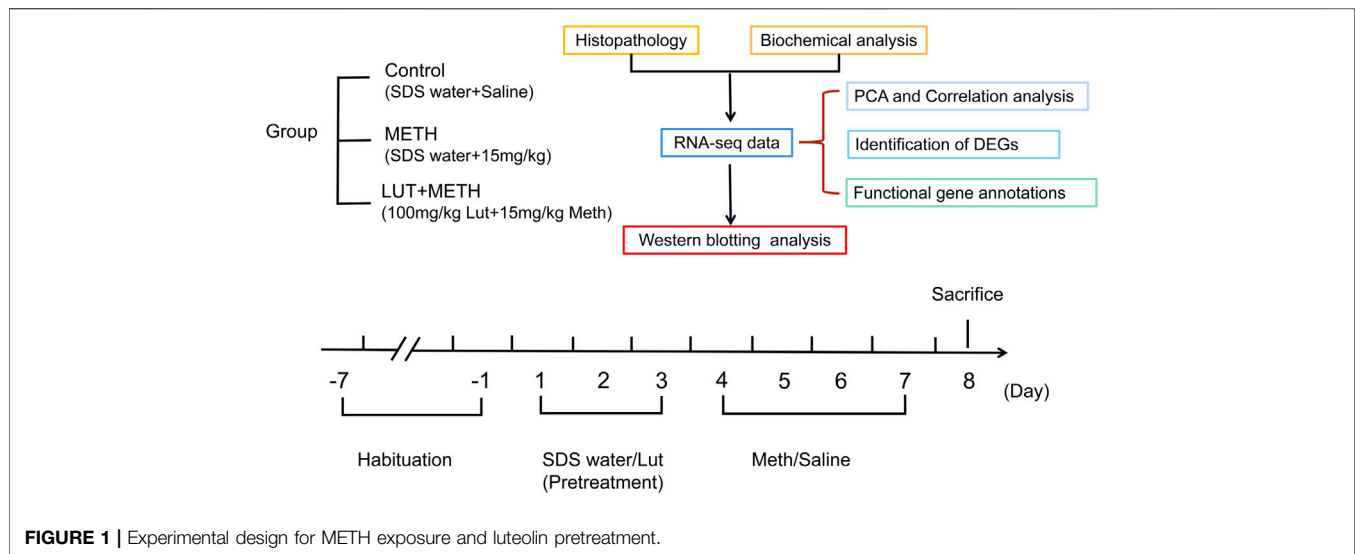 Histopathology
Biochemical analysis
Control
(SDS water+Saline)
Group
METH
(SDS water+15mg/kg)
LUT+METH
(100mg/kg Lut+15mg/kg Meth)
RNA-seq data
PCA and Correlation analysis
Identification of DEGs
Functional gene annotations
Western blotting analysis
Sacrifice
-7 -1 1 2 3 4 5 6 7 8 (Day)
Habituation
SDS water/Lut
(Pretreatment)
Meth/Saline
FIGURE 1 | Experimental design for METH exposure and luteolin pretreatment.